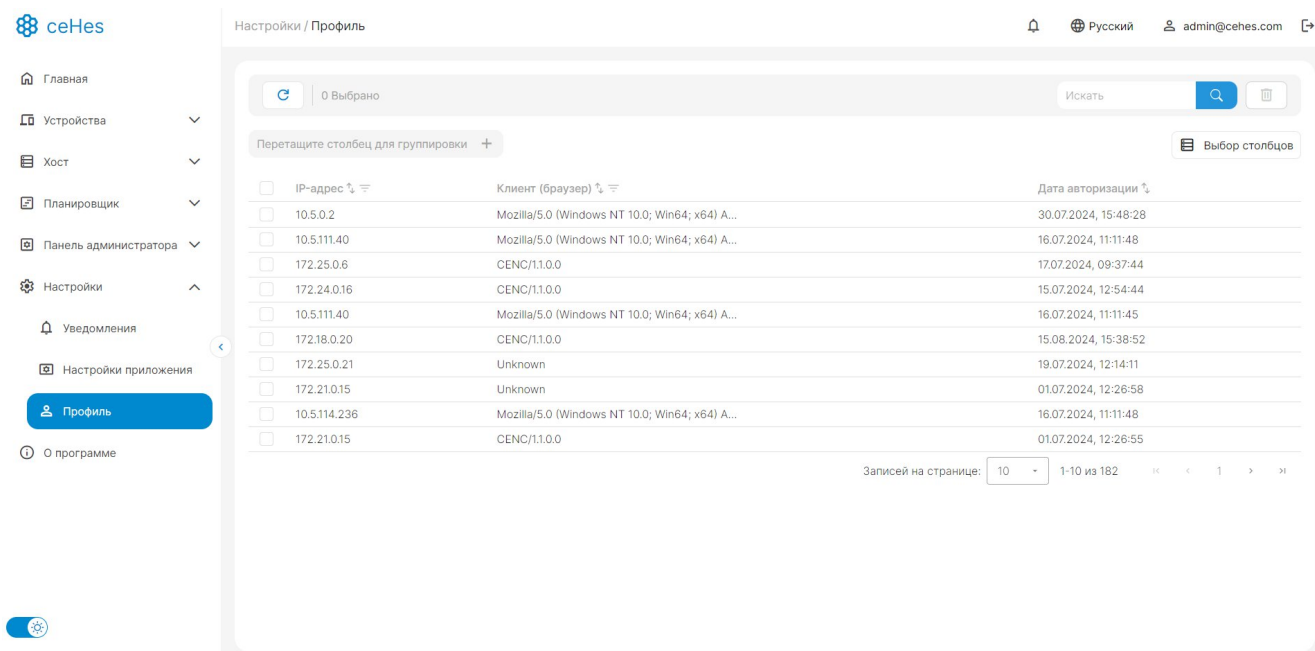 ceHes
Настройки / Профиль
Русский
admin@cehes.com
Главная
Устройства
Хост
Планировщик
Панель администратора
Настройки
Уведомления
Настройки приложения
Профиль
О программе
0 Выбрано
Искать
Перетащите столбец для группировки +
Выбор столбцов
IP-адрес Клиент (браузер) Дата авторизации
10.5.0.2 Mozilla/5.0 (Windows NT 10.0; Win64; x64) A... 30.07.2024, 15:48:28
10.5.111.40 Mozilla/5.0 (Windows NT 10.0; Win64; x64) A... 16.07.2024, 11:11:48
172.25.0.6 CENC/1.1.0.0 17.07.2024, 09:37:44
172.24.0.16 CENC/1.1.0.0 15.07.2024, 12:54:44
10.5.111.40 Mozilla/5.0 (Windows NT 10.0; Win64; x64) A... 16.07.2024, 11:11:45
172.18.0.20 CENC/1.1.0.0 15.08.2024, 15:38:52
172.25.0.21 Unknown 19.07.2024, 12:14:11
172.21.0.15 Unknown 01.07.2024, 12:26:58
10.5.114.236 Mozilla/5.0 (Windows NT 10.0; Win64; x64) A... 16.07.2024, 11:11:48
172.21.0.15 CENC/1.1.0.0 01.07.2024, 12:26:55
Записей на странице: 10 1-10 из 182 1